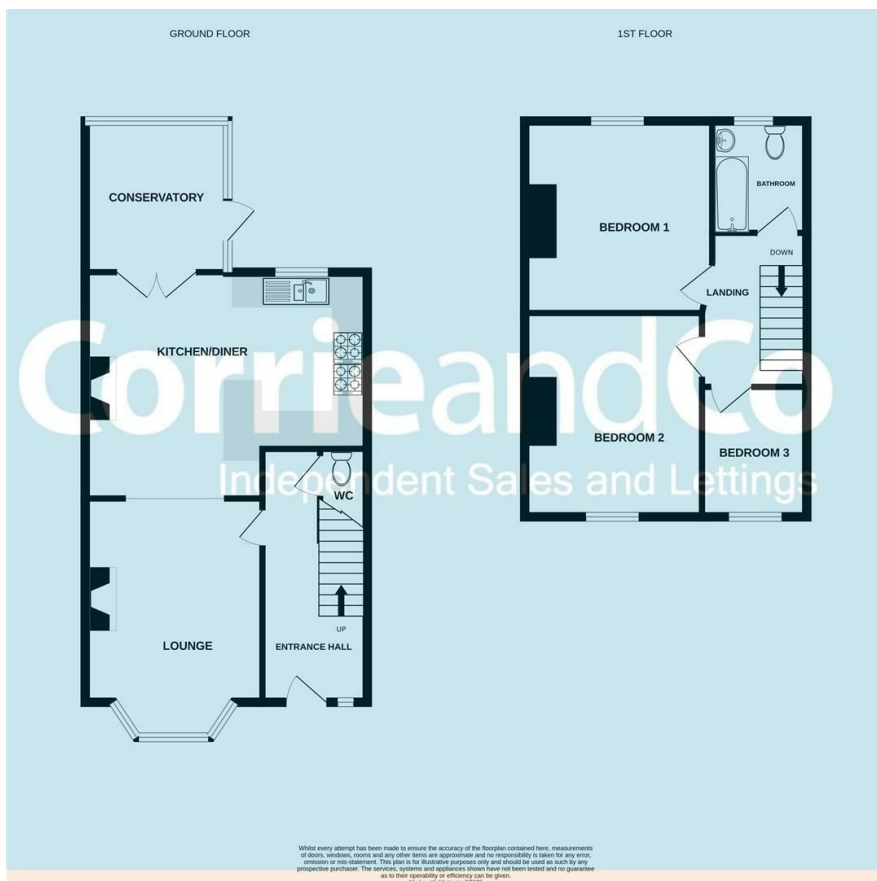 GROUND FLOOR
1ST FLOOR
CONSERVATORY
KITCHEN/DINER
WC
LOUNGE
ENTRANCE HALL
UP
BEDROOM 1
BATHROOM
DOWN
LANDING
BEDROOM 2
BEDROOM 3
CorrieandCo
Independent Sales and Lettings
Whilst every attempt has been made to ensure the accuracy of the floorplan contained here, measurements
of doors, windows, rooms and any other items are approximate and no responsibility is taken for any error,
omission or mis-statement. This plan is for illustrative purposes only and should be used as such by any
prospective purchaser. The services, systems and appliances shown have not been tested and no guarantee
as to their operability or efficiency can be given.